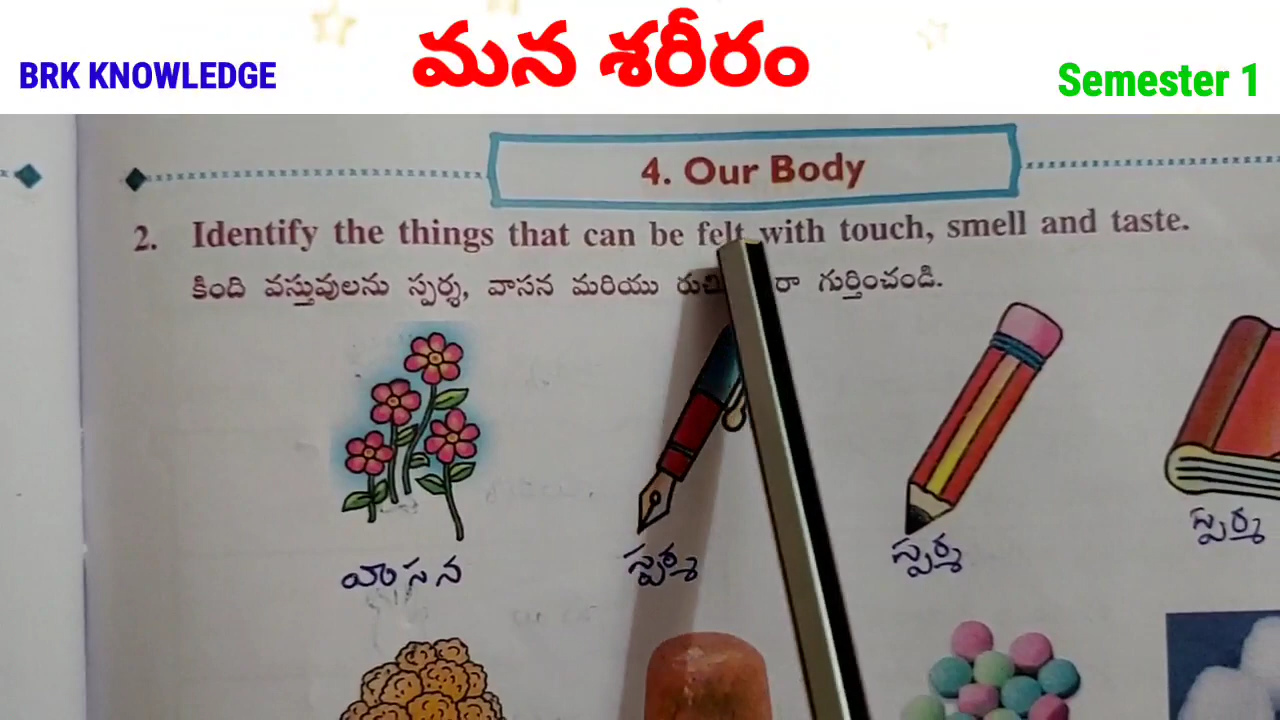 BRK KNOWLEDGE
మన శరీరం
Semester 1
4. Our Body
2. Identify the things that can be felt with touch, smell and taste.
కింది వస్తువులను స్పర్శ, వాసన మరియు గుర్తించండి.
వాసన
స్పర్శ
స్పర్శ
స్పర్శ